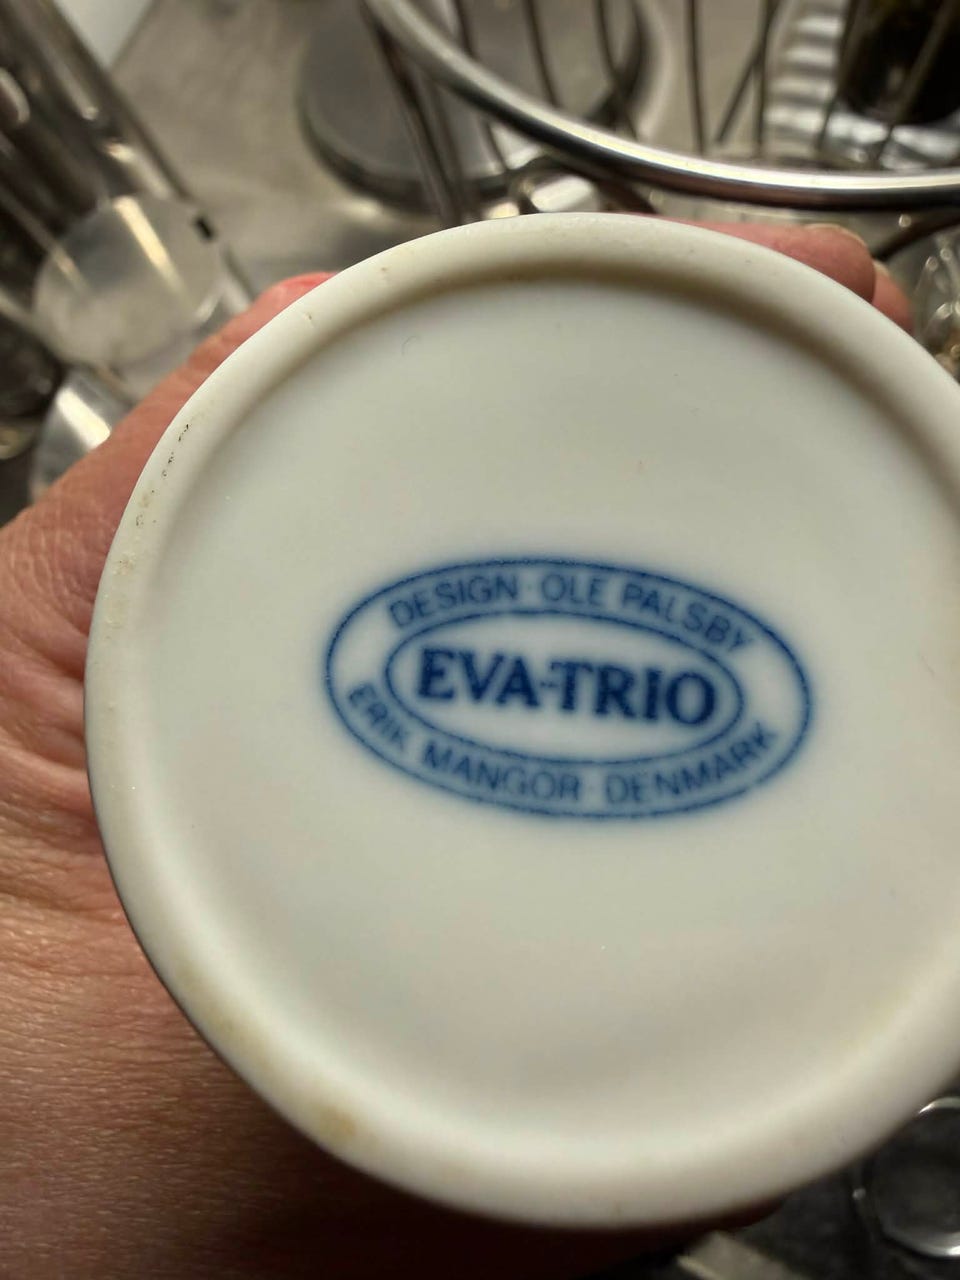 DESIGN · OLE PALSBY
EVA-TRIO
ERIK MANGOR · DENMARK